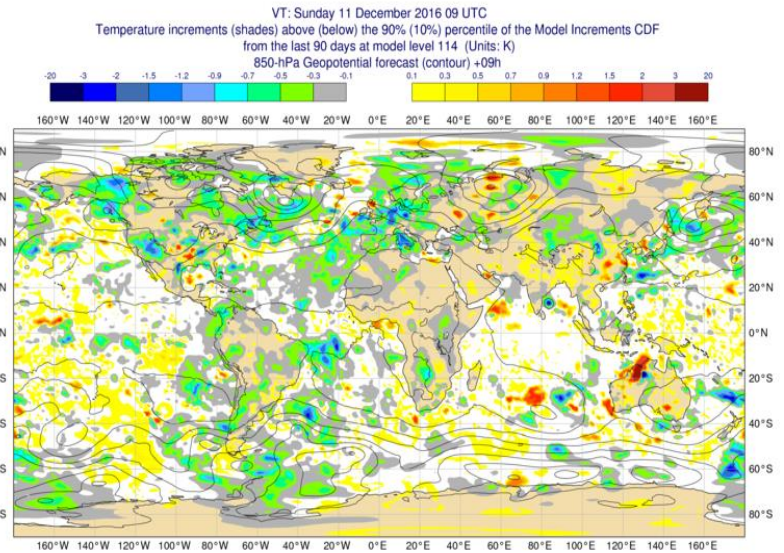 VT: Sunday 11 December 2016 09 UTC
Temperature increments (shades) above (below) the 90% (10%) percentile of the Model Increments CDF
from the last 90 days at model level 114 (Units: K)
850-hPa Geopotential forecast (contour) +09h
-20 -3 -2 -1.5 -1.2 -0.9 -0.7 -0.5 -0.3 -0.1 0.1 0.3 0.5 0.7 0.9 1.2 1.5 2 3 20
160°W 140°W 120°W 100°W 80°W 60°W 40°W 20°W 0°E 20°E 40°E 60°E 80°E 100°E 120°E 140°E 160°E
N 80°N
N 60°N
N 40°N
N 20°N
N 0°N
S 20°S
S 40°S
S 60°S
S 80°S
160°W 140°W 120°W 100°W 80°W 60°W 40°W 20°W 0°E 20°E 40°E 60°E 80°E 100°E 120°E 140°E 160°E